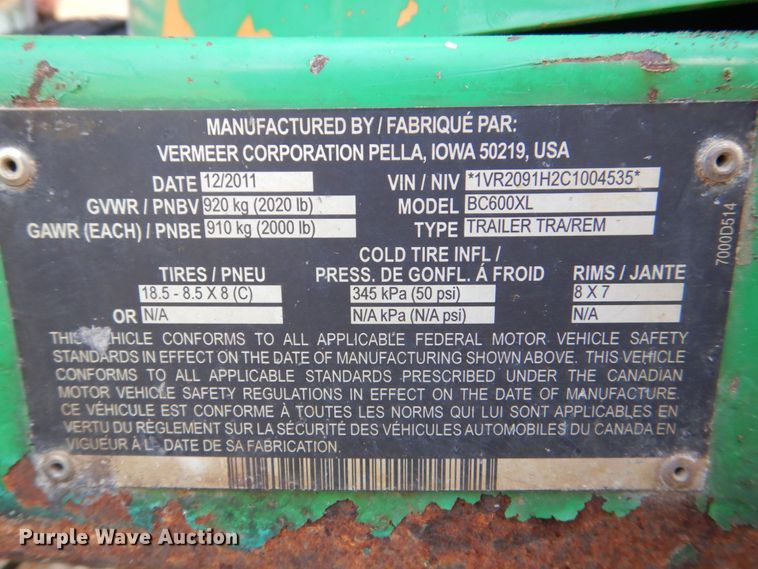 MANUFACTURED BY / FABRIQUÉ PAR:
VERMEER CORPORATION PELLA, IOWA 50219, USA
DATE 12/2011 VIN / NIV *1VR2091H2C1004535*
GVWR / PNBV 920 kg (2020 lb) MODEL BC600XL
GAWR (EACH) / PNBE 910 kg (2000 lb) TYPE TRAILER TRA/REM
COLD TIRE INFL /
TIRES / PNEU PRESS. DE GONFL. Á FROID RIMS / JANTE
18.5 - 8.5 X 8 (C) 345 kPa (50 psi) 8 X 7
OR N/A N/A kPa (N/A psi) N/A
THIS VEHICLE CONFORMS TO ALL APPLICABLE FEDERAL MOTOR VEHICLE SAFETY
STANDARDS IN EFFECT ON THE DATE OF MANUFACTURING SHOWN ABOVE. THIS VEHICLE
CONFORMS TO ALL APPLICABLE STANDARDS PRESCRIBED UNDER THE CANADIAN
MOTOR VEHICLE SAFETY REGULATIONS IN EFFECT ON THE DATE OF MANUFACTURE.
CE VÉHICULE EST CONFORME À TOUTES LES NORMS QUI LUI SONT APPLICABLES EN
VERTU DU RÈGLEMENT SUR LA SÉCURITÉ DES VÉHICULES AUTOMOBILES DU CANADA EN
VIGUEUR À L - DATE DE SA FABRICATION.
7000D514
Purple Wave Auction